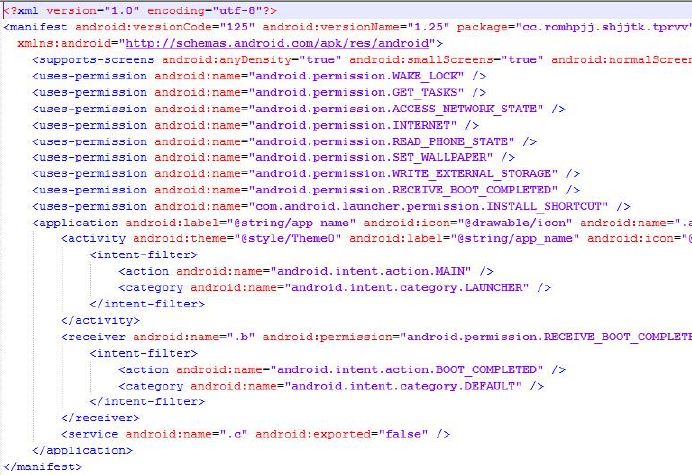 <?xml version="1.0" encoding="utf-8"?>
<manifest android:versionCode="125" android:versionName="1.25" package="cc.romhpjj.shjjtk.tprvv"
xmlns:android="http://schemas.android.com/apk/res/android">
<supports-screens android:anyDensity="true" android:smallScreens="true" android:normalScreen
<uses-permission android:name="android.permission.WAKE_LOCK" />
<uses-permission android:name="android.permission.GET_TASKS" />
<uses-permission android:name="android.permission.ACCESS_NETWORK_STATE" />
<uses-permission android:name="android.permission.INTERNET" />
<uses-permission android:name="android.permission.READ_PHONE_STATE" />
<uses-permission android:name="android.permission.SET_WALLPAPER" />
<uses-permission android:name="android.permission.WRITE_EXTERNAL_STORAGE" />
<uses-permission android:name="android.permission.RECEIVE_BOOT_COMPLETED" />
<uses-permission android:name="com.android.launcher.permission.INSTALL_SHORTCUT" />
<application android:label="@string/app_name" android:icon="@drawable/icon" android:name=".a
<activity android:theme="@style/Theme0" android:label="@string/app_name" android:icon="@
<intent-filter>
<action android:name="android.intent.action.MAIN" />
<category android:name="android.intent.category.LAUNCHER" />
</intent-filter>
</activity>
<receiver android:name=".b" android:permission="android.permission.RECEIVE_BOOT_COMPLETE
<intent-filter>
<action android:name="android.intent.action.BOOT_COMPLETED" />
<category android:name="android.intent.category.DEFAULT" />
</intent-filter>
</receiver>
<service android:name=".c" android:exported="false" />
</application>
</manifest>